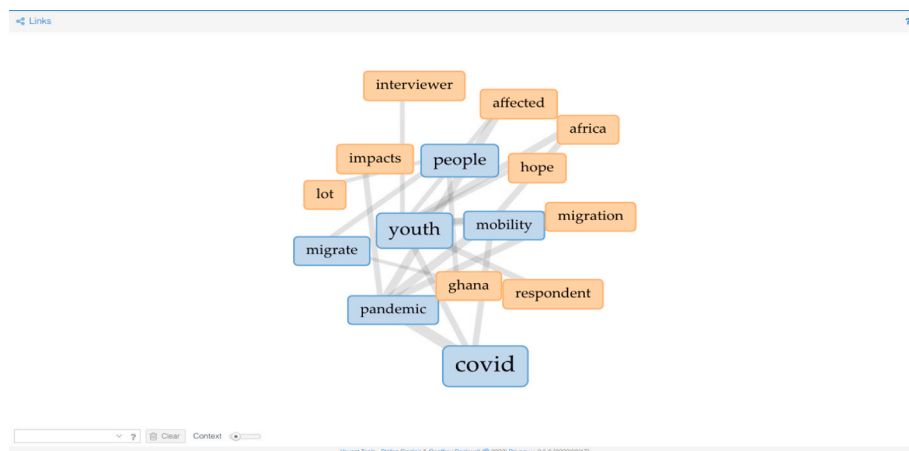 Links
?
interviewer
affected
africa
impacts
people
hope
lot
youth
mobility
migration
migrate
ghana
respondent
pandemic
covid
? Clear Context